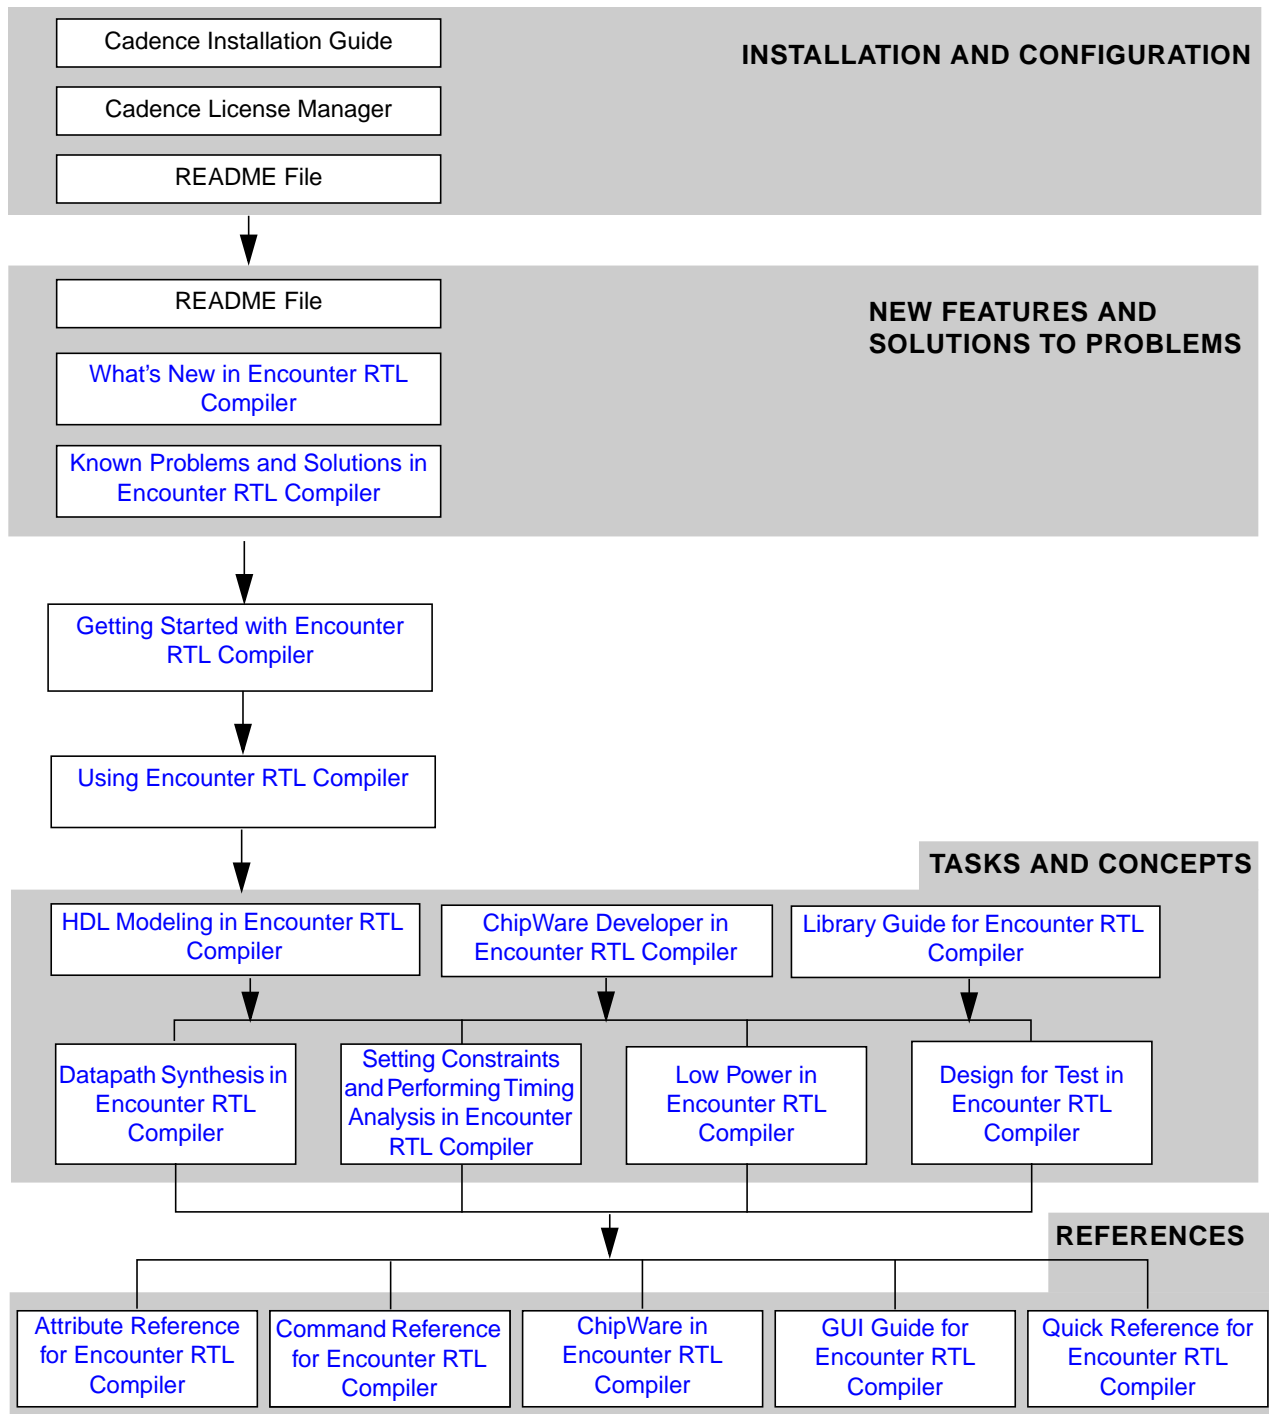 Cadence Installation Guide
INSTALLATION AND CONFIGURATION
Cadence License Manager
README File
README File
NEW FEATURES AND
SOLUTIONS TO PROBLEMS
What's New in Encounter RTL
Compiler
Known Problems and Solutions in
Encounter RTL Compiler
Getting Started with Encounter
RTL Compiler
Using Encounter RTL Compiler
TASKS AND CONCEPTS
HDL Modeling in Encounter RTL
Compiler
ChipWare Developer in
Encounter RTL Compiler
Library Guide for Encounter RTL
Compiler
Datapath Synthesis in
Encounter RTL
Compiler
Setting Constraints
and Performing Timing
Analysis in Encounter
RTL Compiler
Low Power in
Encounter RTL
Compiler
Design for Test in
Encounter RTL
Compiler
REFERENCES
Attribute Reference
for Encounter RTL
Compiler
Command Reference
for Encounter RTL
Compiler
ChipWare in
Encounter RTL
Compiler
GUI Guide for
Encounter RTL
Compiler
Quick Reference for
Encounter RTL
Compiler